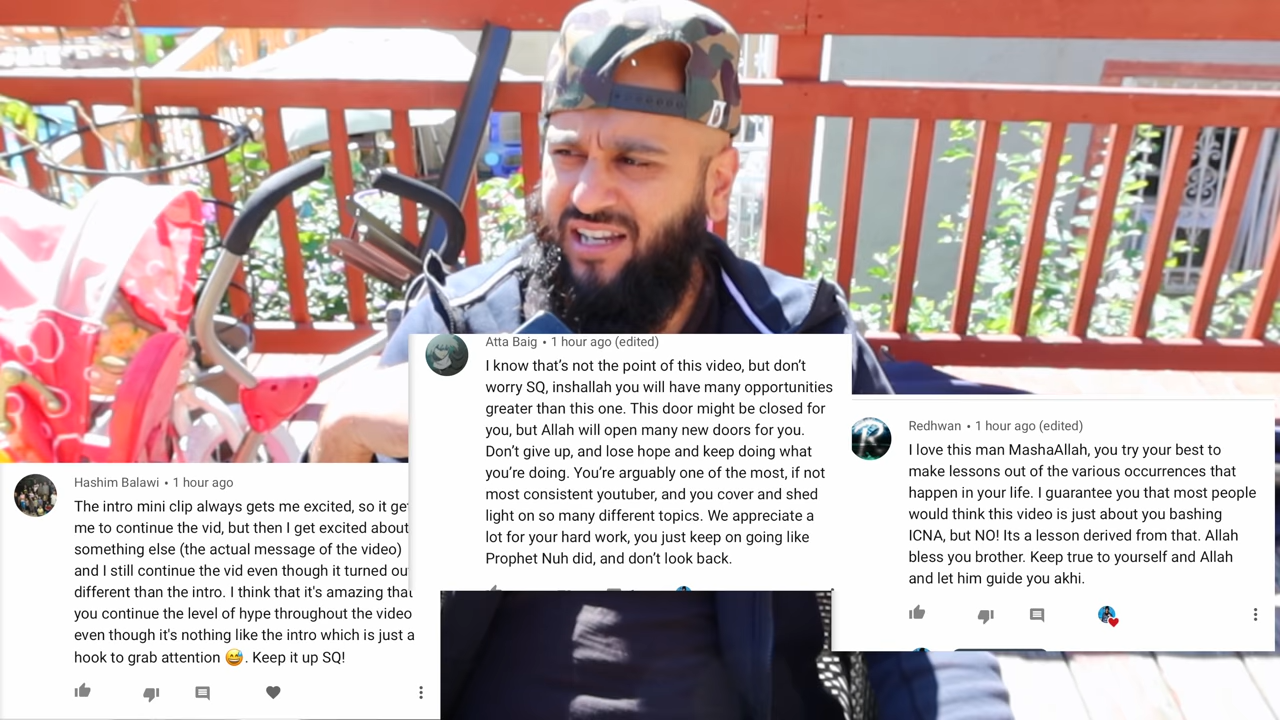 Hashim Balawi • 1 hour ago
The intro mini clip always gets me excited, so it get
me to continue the vid, but then I get excited about
something else (the actual message of the video)
and I still continue the vid even though it turned ou
different than the intro. I think that it's amazing that
you continue the level of hype throughout the video
even though it's nothing like the intro which is just a
hook to grab attention 😅. Keep it up SQ!
Atta Baig • 1 hour ago (edited)
I know that's not the point of this video, but don't
worry SQ, inshallah you will have many opportunities
greater than this one. This door might be closed for
you, but Allah will open many new doors for you.
Don't give up, and lose hope and keep doing what
you're doing. You're arguably one of the most, if not
most consistent youtuber, and you cover and shed
light on so many different topics. We appreciate a
lot for your hard work, you just keep on going like
Prophet Nuh did, and don't look back.
Redhwan • 1 hour ago (edited)
I love this man MashaAllah, you try your best to
make lessons out of the various occurrences that
happen in your life. I guarantee you that most people
would think this video is just about you bashing
ICNA, but NO! Its a lesson derived from that. Allah
bless you brother. Keep true to yourself and Allah
and let him guide you akhi.